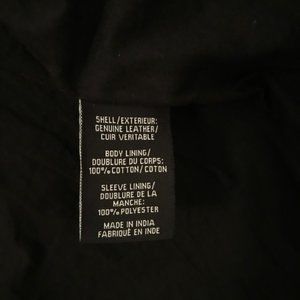 SHELL/EXTERIEUR:
GENUINE LEATHER/
CUIR VERITABLE
BODY LINING/
DOUBLURE DU CORPS:
100% COTTON/COTON
SLEEVE LINING/
DOUBLURE DE LA
MANCHE:
100% POLYESTER
MADE IN INDIA
FABRIQUÉ EN INDE